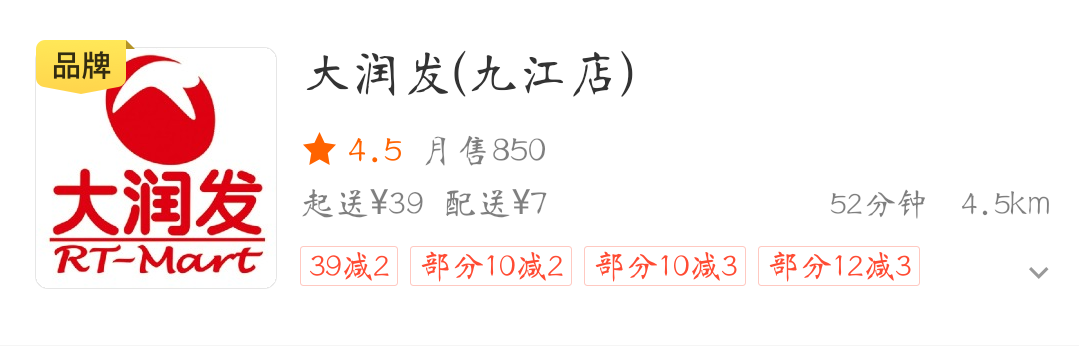 品牌
大润发
RT-Mart
大润发(九江店)
4.5 月售850
起送¥39 配送¥7 52分钟 4.5km
39减2 部分10减2 部分10减3 部分12减3